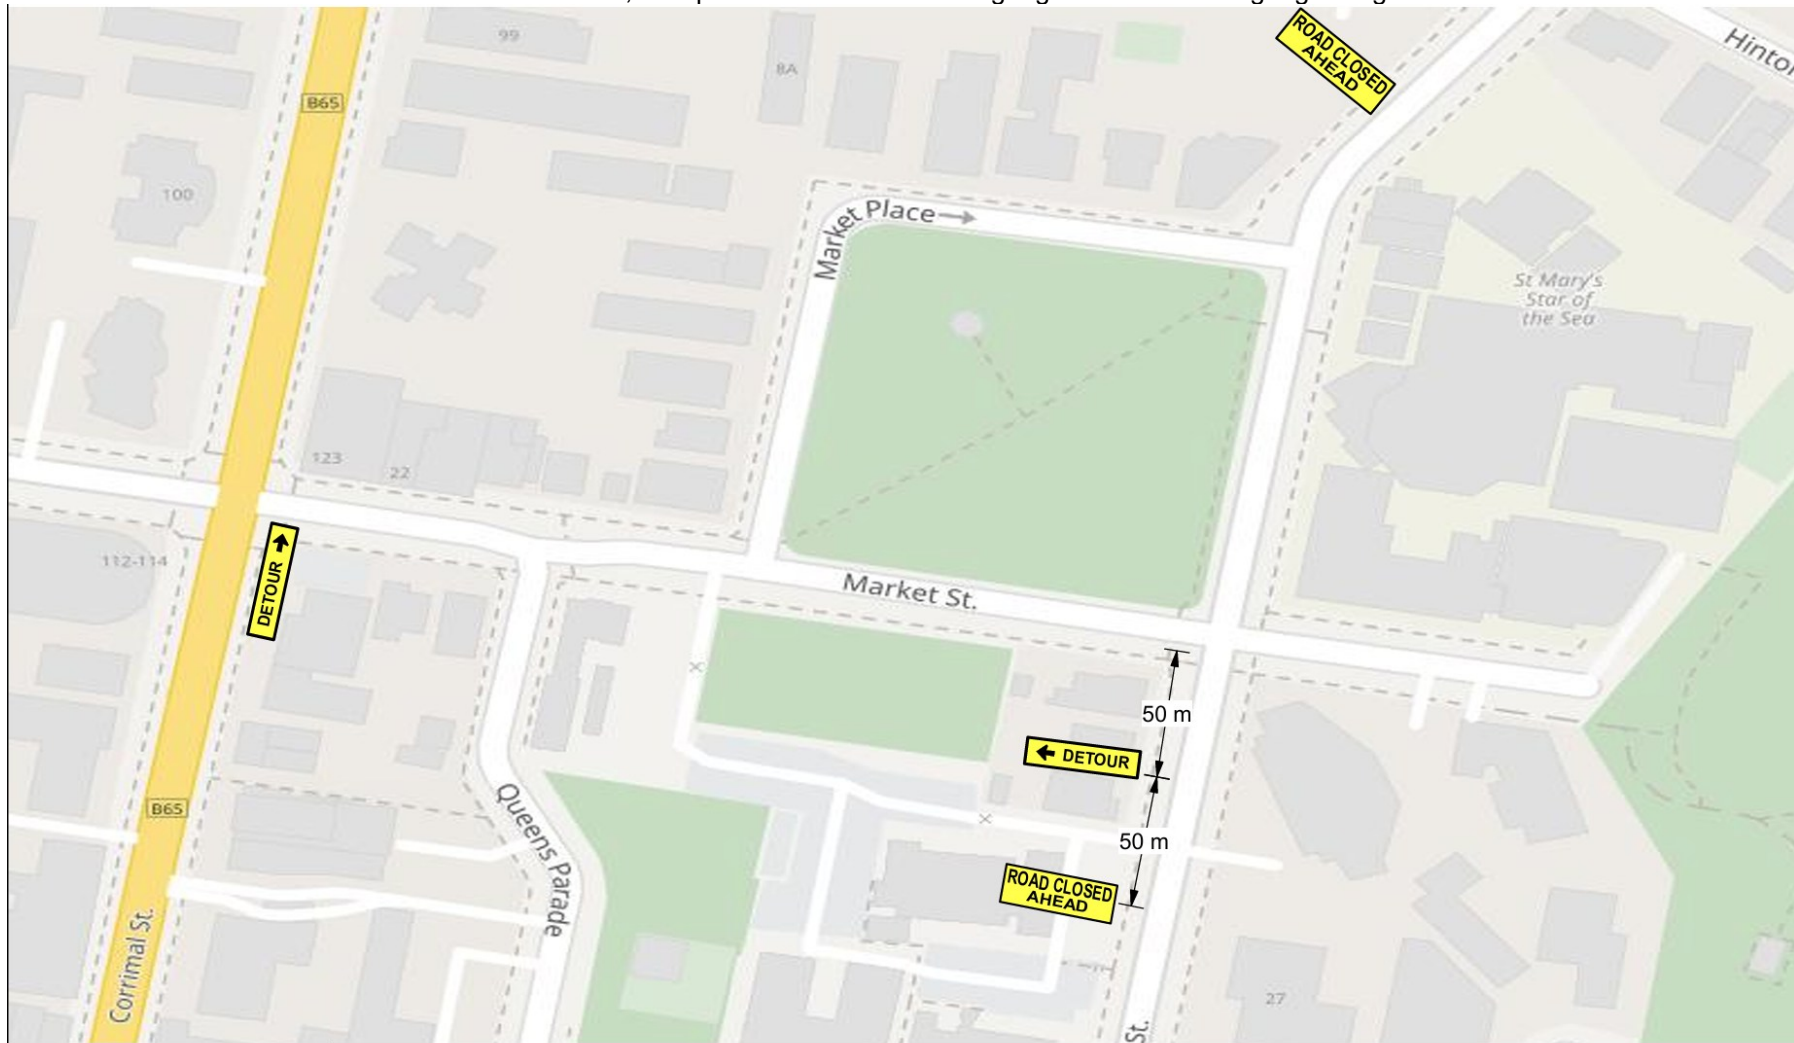 99
8A
ROAD CLOSED
AHEAD
B65
100
Market Place
St Mary's
Star of
the Sea
123
22
112-114
DETOUR
Market St.
50 m
DETOUR
B65
50 m
Queens Parade
ROAD CLOSED
AHEAD
Corrimal St.
27
St.